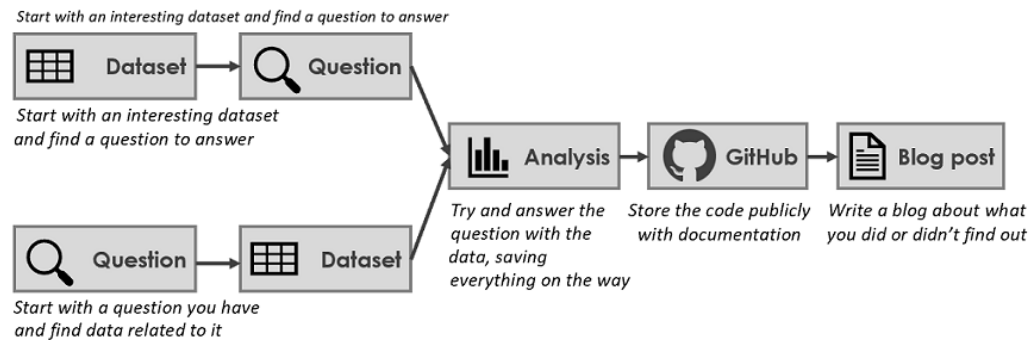 Start with an interesting dataset and find a question to answer
Dataset
Question
Start with an interesting dataset
and find a question to answer
Analysis
GitHub
Blog post
Try and answer the
question with the
data, saving
everything on the way
Store the code publicly
with documentation
Write a blog about what
you did or didn't find out
Question
Dataset
Start with a question you have
and find data related to it